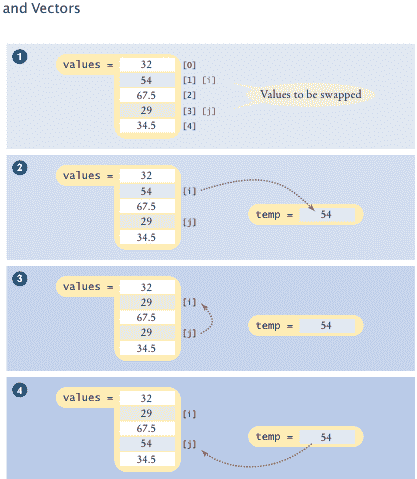 and Vectors
1
values = 32 [0]
54 [1] [i]
67.5 [2]
29 [3] [j]
34.5 [4]
Values to be swapped
2
values = 32
54 [i]
67.5
29 [j]
34.5
temp = 54
3
values = 32
29 [i]
67.5
29 [j]
34.5
temp = 54
4
values = 32
29 [i]
67.5
54 [j]
34.5
temp = 54